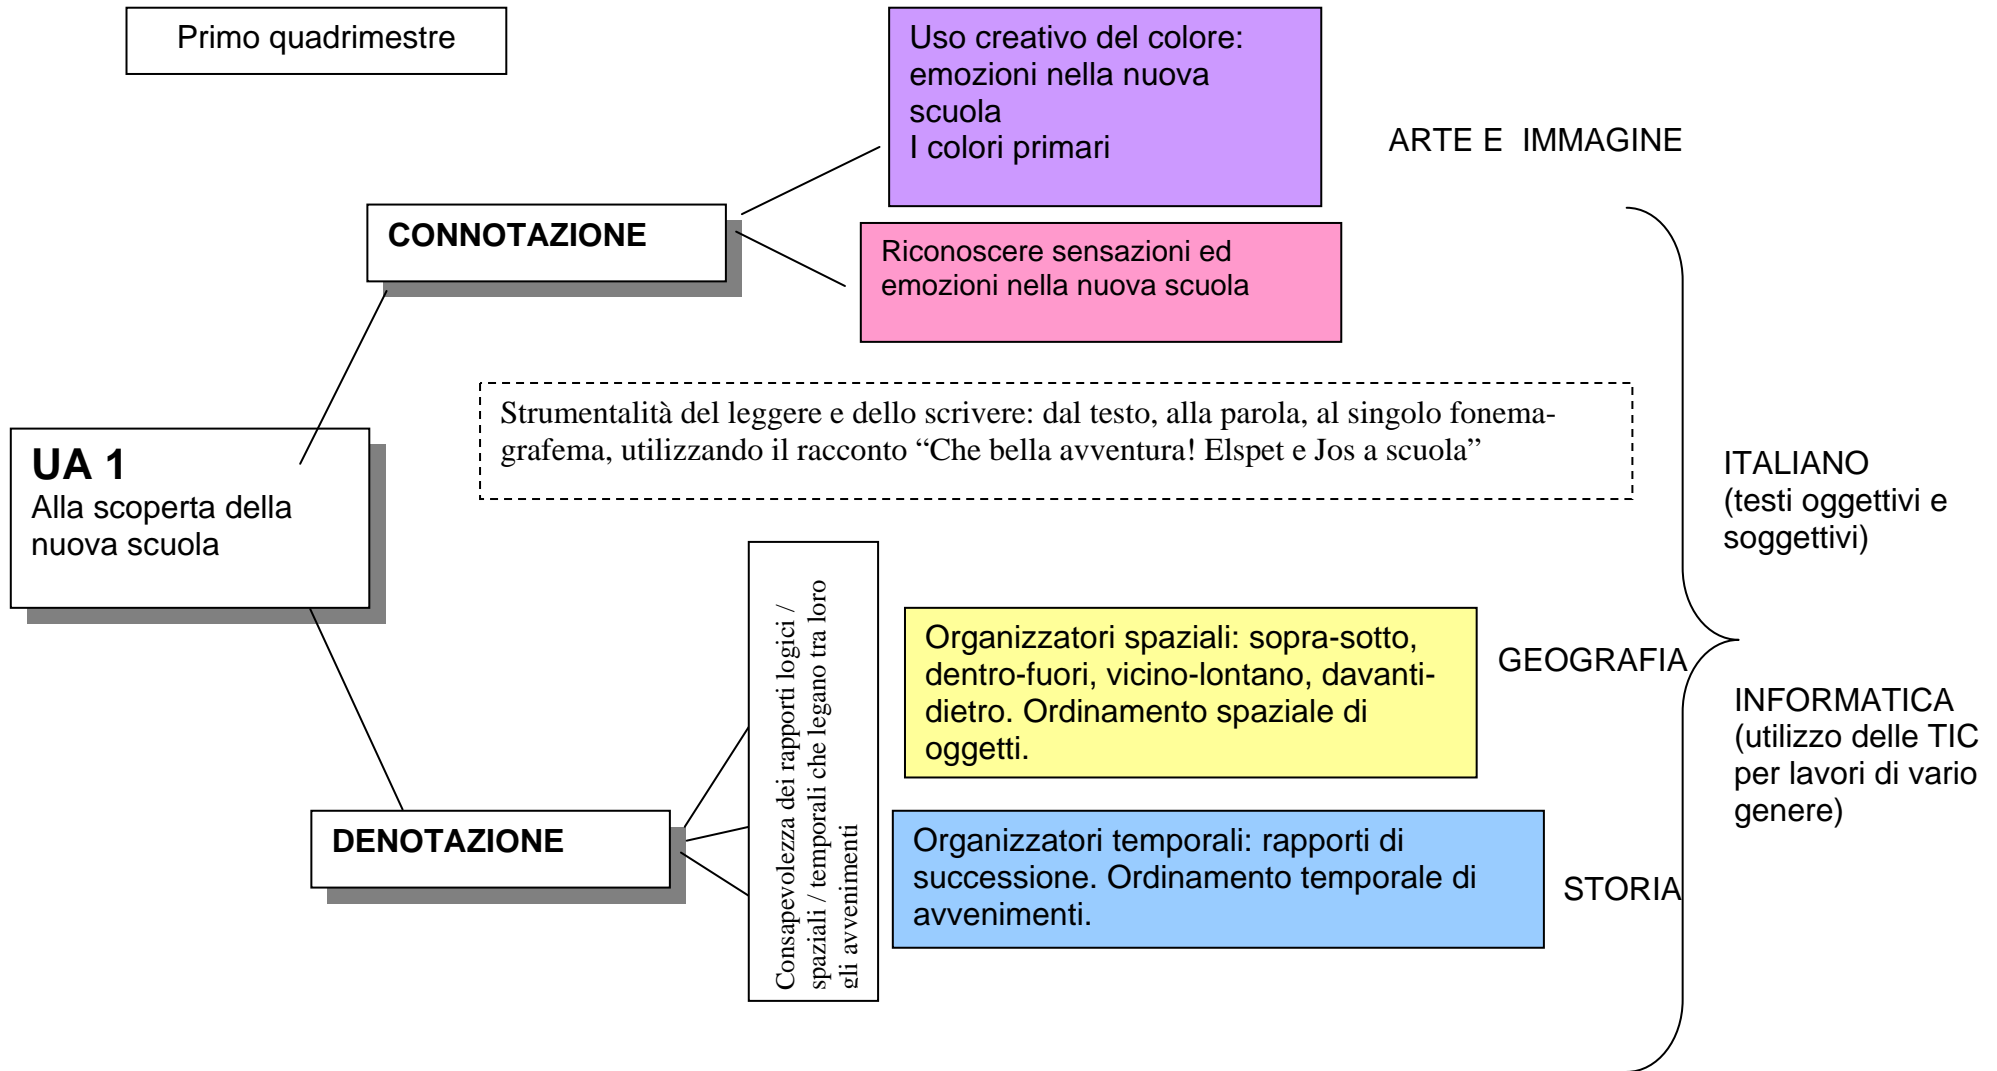 Primo quadrimestre
Uso creativo del colore:
emozioni nella nuova
scuola
I colori primari
ARTE E  IMMAGINE
CONNOTAZIONE
Riconoscere sensazioni ed
emozioni nella nuova scuola
Strumentalità del leggere e dello scrivere: dal testo, alla parola, al singolo fonema-
grafema, utilizzando il racconto “Che bella avventura! Elspet e Jos a scuola”
UA 1
Alla scoperta della
nuova scuola
ITALIANO
(testi oggettivi e
soggettivi)
Consapevolezza dei rapporti logici /
spaziali / temporali che legano tra loro
gli avvenimenti
Organizzatori spaziali: sopra-sotto,
dentro-fuori, vicino-lontano, davanti-
dietro. Ordinamento spaziale di
oggetti.
GEOGRAFIA
INFORMATICA
(utilizzo delle TIC
per lavori di vario
genere)
DENOTAZIONE
Organizzatori temporali: rapporti di
successione. Ordinamento temporale di
avvenimenti.
STORIA